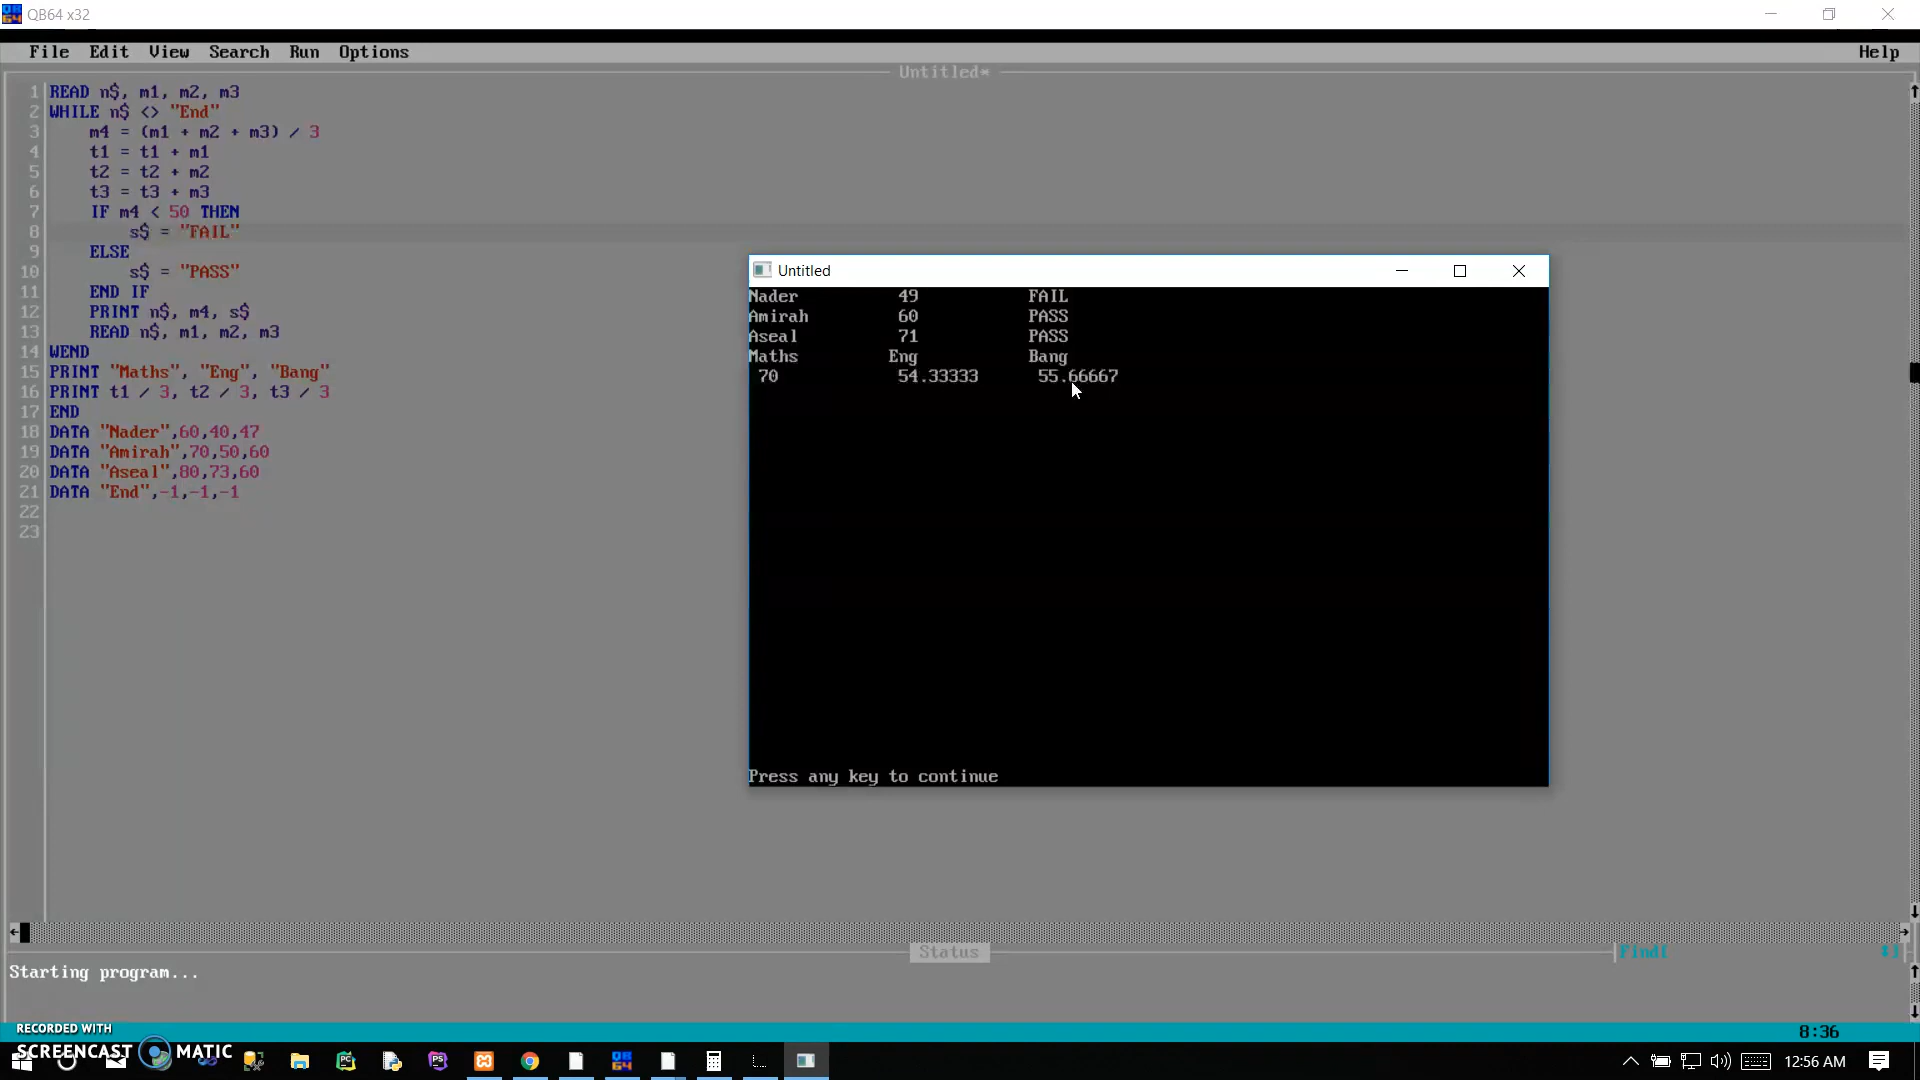 QB64 x32
File Edit View Search Run Options Help
Untitled*
1 READ n$, m1, m2, m3
2 WHILE n$ <> "End"
3 m4 = (m1 + m2 + m3) / 3
4 t1 = t1 + m1
5 t2 = t2 + m2
6 t3 = t3 + m3
7 IF m4 < 50 THEN
8 s$ = "FAIL"
9 ELSE
10 s$ = "PASS"
11 END IF
12 PRINT n$, m4, s$
13 READ n$, m1, m2, m3
14 WEND
15 PRINT "Maths", "Eng", "Bang"
16 PRINT t1 / 3, t2 / 3, t3 / 3
17 END
18 DATA "Nader",60,40,47
19 DATA "Amirah",70,50,60
20 DATA "Aseal",80,73,60
21 DATA "End",-1,-1,-1
22
23
Untitled
Nader 49 FAIL
Amirah 60 PASS
Aseal 71 PASS
Maths Eng Bang
70 54.33333 55.66667
Press any key to continue
Status
Find[
Starting program...
8:36
RECORDED WITH
SCREENCAST MATIC
12:56 AM